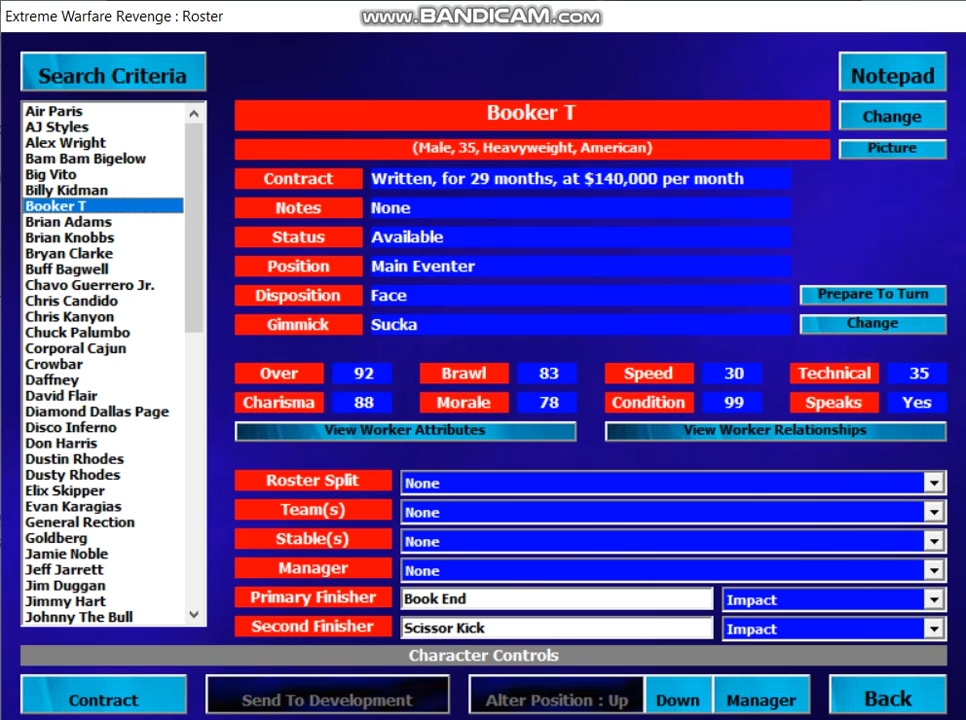 Extreme Warfare Revenge : Roster
www.BANDICAM.com
Search Criteria
Notepad
Air Paris
AJ Styles
Alex Wright
Bam Bam Bigelow
Big Vito
Billy Kidman
Booker T
Brian Adams
Brian Knobbs
Bryan Clarke
Buff Bagwell
Chavo Guerrero Jr.
Chris Candido
Chris Kanyon
Chuck Palumbo
Corporal Cajun
Crowbar
Daffney
David Flair
Diamond Dallas Page
Disco Inferno
Don Harris
Dustin Rhodes
Dusty Rhodes
Elix Skipper
Evan Karagias
General Rection
Goldberg
Jamie Noble
Jeff Jarrett
Jim Duggan
Jimmy Hart
Johnny The Bull
Booker T
Change
(Male, 35, Heavyweight, American)
Picture
Contract Written, for 29 months, at $140,000 per month
Notes None
Status Available
Position Main Eventer
Disposition Face Prepare To Turn
Gimmick Sucka Change
Over 92 Brawl 83 Speed 30 Technical 35
Charisma 88 Morale 78 Condition 99 Speaks Yes
View Worker Attributes View Worker Relationships
Roster Split None
Team(s) None
Stable(s) None
Manager None
Primary Finisher Book End Impact
Second Finisher Scissor Kick Impact
Character Controls
Contract Send To Development Alter Position : Up Down Manager Back